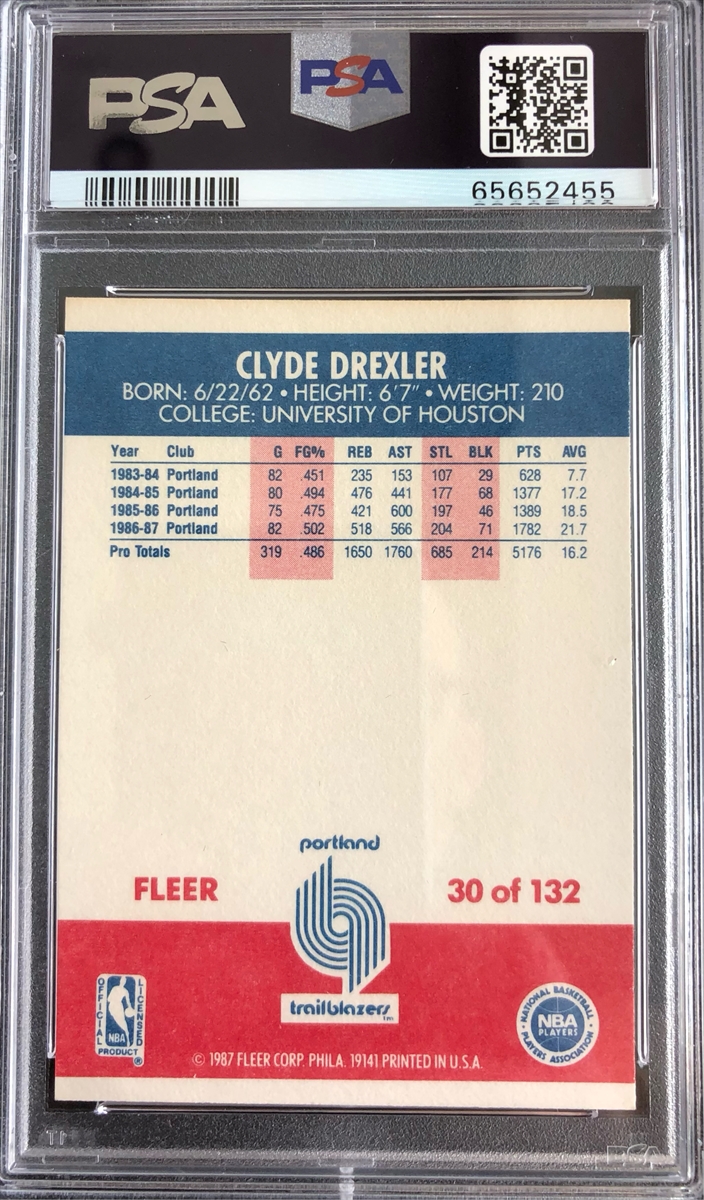 PSA
PSA
65652455
CLYDE DREXLER
BORN: 6/22/62 • HEIGHT: 6'7" • WEIGHT: 210
COLLEGE: UNIVERSITY OF HOUSTON
Year Club G FG% REB AST STL BLK PTS AVG
1983-84 Portland 82 .451 235 153 107 29 628 7.7
1984-85 Portland 80 .494 476 441 177 68 1377 17.2
1985-86 Portland 75 .475 421 600 197 46 1389 18.5
1986-87 Portland 82 .502 518 566 204 71 1782 21.7
Pro Totals 319 .486 1650 1760 685 214 5176 16.2
portland
FLEER
30 of 132
trailblazers™
OFFICIAL LICENSED
NBA
PRODUCT ®
NATIONAL BASKETBALL
NBA
PLAYERS
PLAYERS ASSOCIATION
© 1987 FLEER CORP. PHILA. 19141 PRINTED IN U.S.A.
PSA